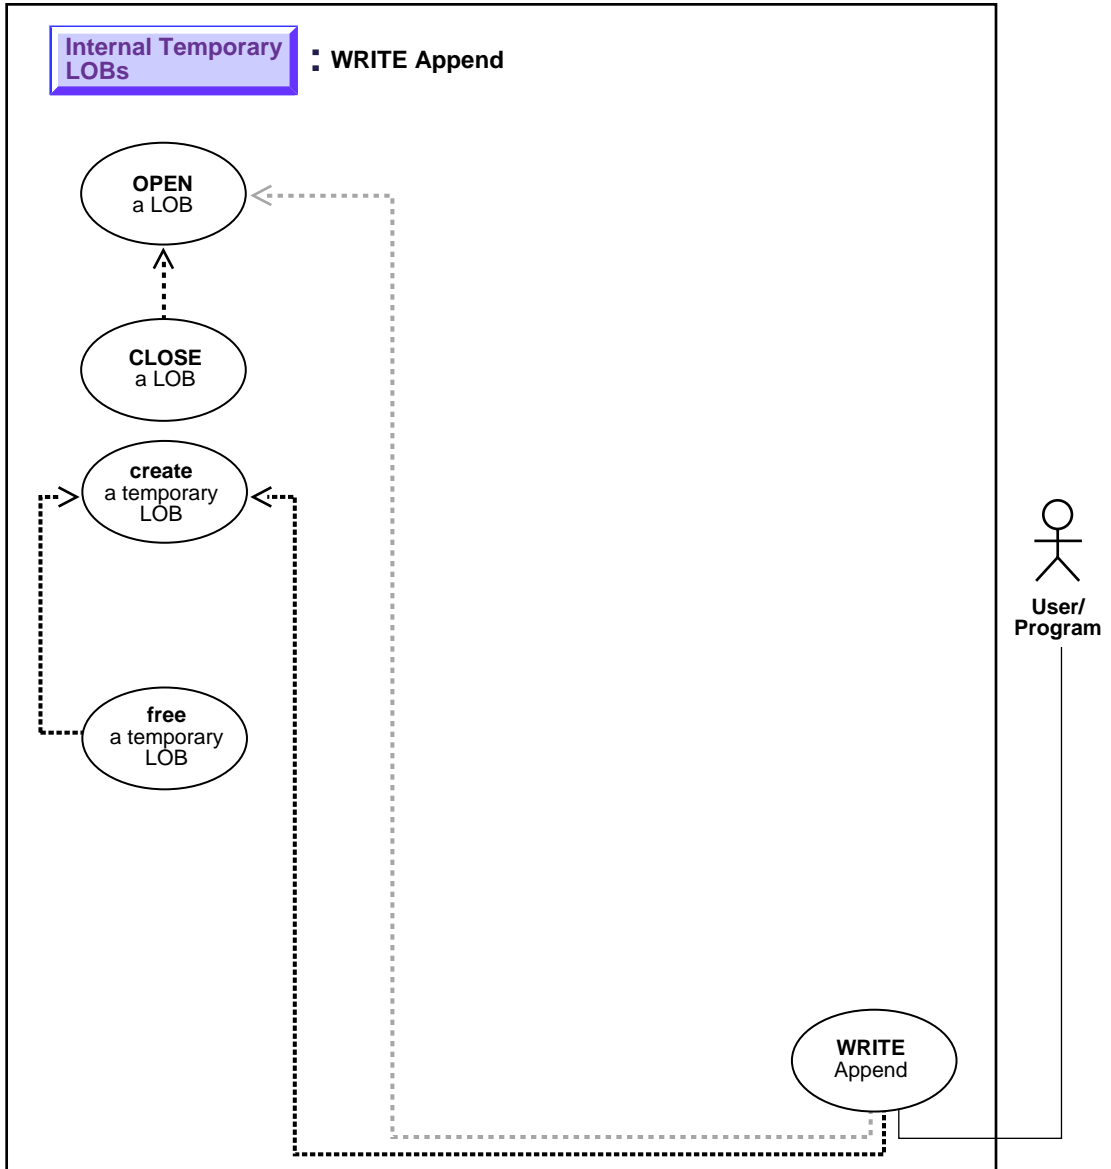 Internal Temporary
LOBs
: WRITE Append
OPEN
a LOB
CLOSE
a LOB
create
a temporary
LOB
User/
Program
free
a temporary
LOB
WRITE
Append